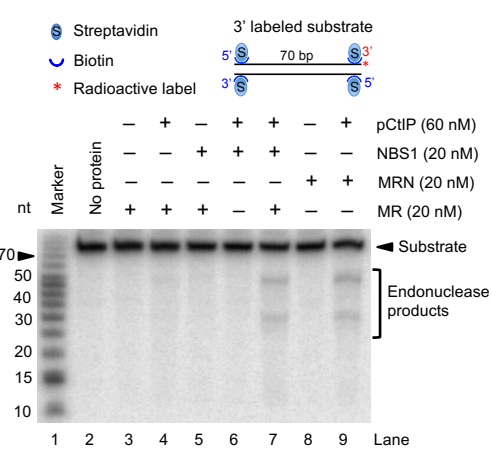 Streptavidin
Biotin
* Radioactive label
3' labeled substrate
S S
5' 70 bp 3'
*
3' 5'
S S
Marker
No protein
– + – + + – + pCtIP (60 nM)
– – + + + – – NBS1 (20 nM)
– – – – – + + MRN (20 nM)
+ + + – + – – MR (20 nM)
nt
70
50
40
30
20
15
10
Substrate
Endonuclease
products
1 2 3 4 5 6 7 8 9 Lane